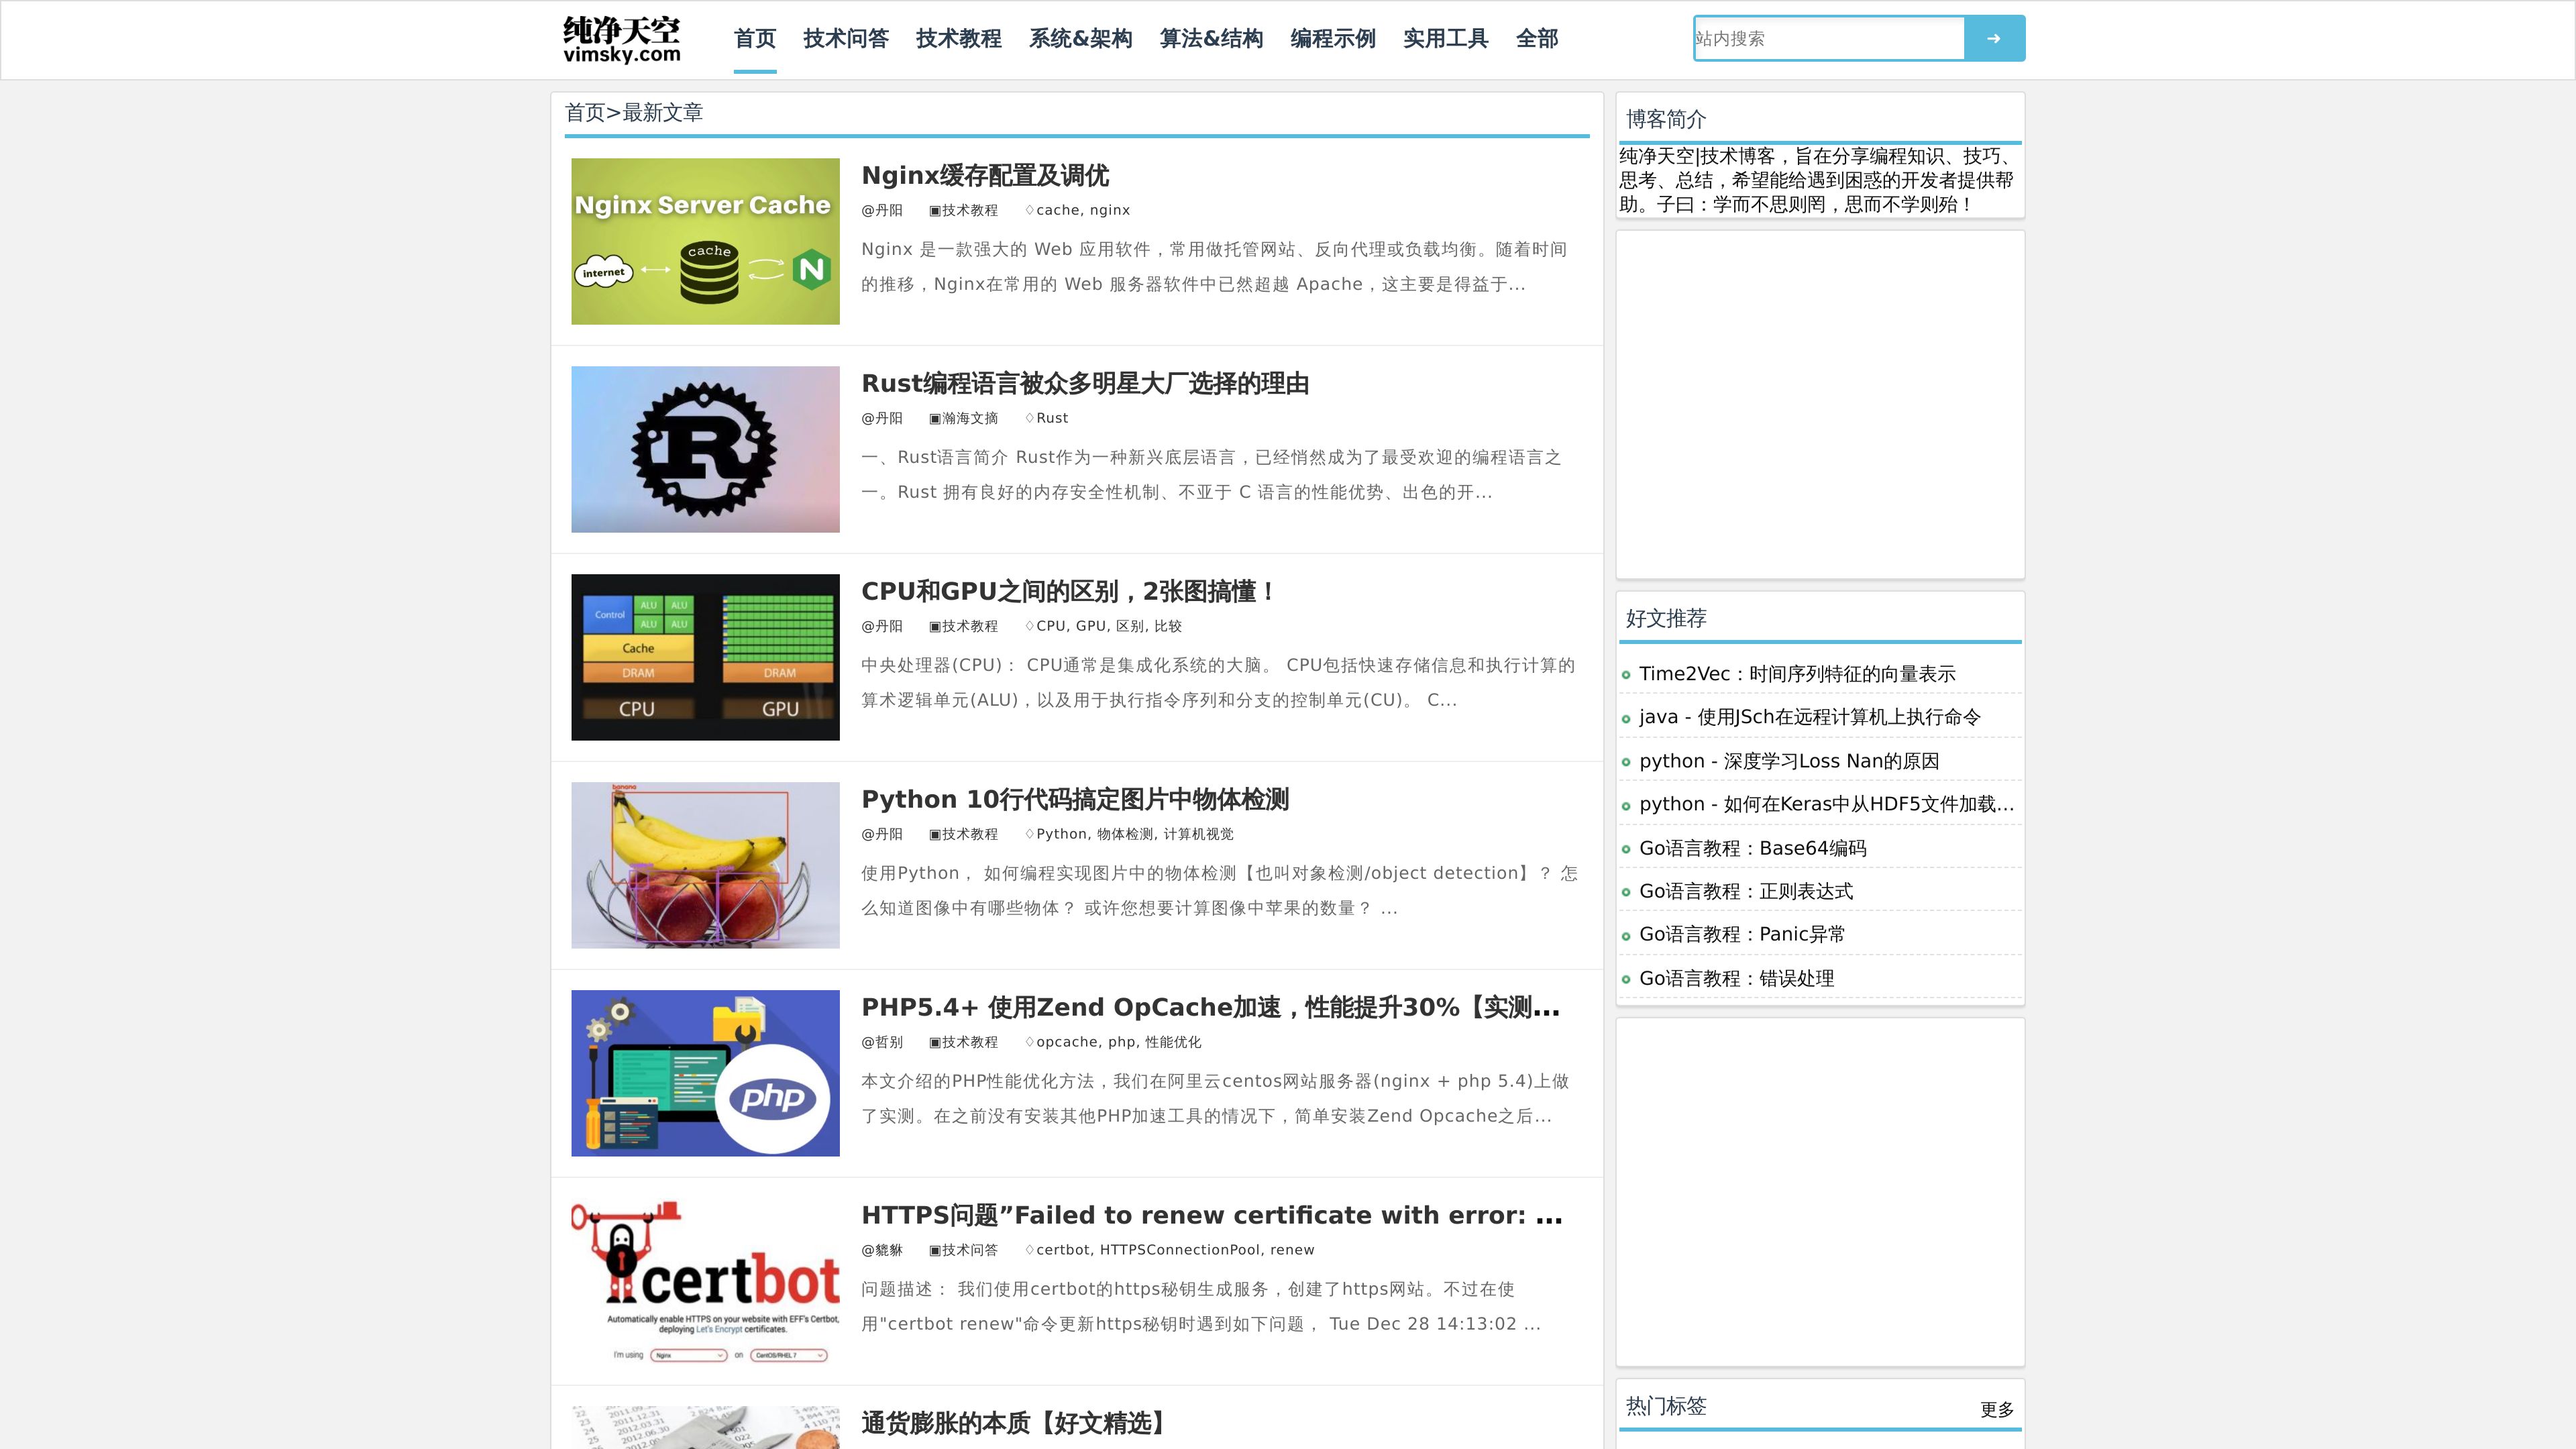 纯净天空
vimsky.com
首页 技术问答 技术教程 系统&架构 算法&结构 编程示例 实用工具 全部
站内搜索
→
首页>最新文章
Nginx Server Cache
internet
cache
N
Nginx缓存配置及调优
@丹阳 ▣技术教程 ♢cache, nginx
Nginx 是一款强大的 Web 应用软件，常用做托管网站、反向代理或负载均衡。随着时间
的推移，Nginx在常用的 Web 服务器软件中已然超越 Apache，这主要是得益于...
R
Rust编程语言被众多明星大厂选择的理由
@丹阳 ▣瀚海文摘 ♢Rust
一、Rust语言简介 Rust作为一种新兴底层语言，已经悄然成为了最受欢迎的编程语言之
一。Rust 拥有良好的内存安全性机制、不亚于 C 语言的性能优势、出色的开...
Control ALU ALU
ALU ALU
Cache
DRAM DRAM
CPU GPU
CPU和GPU之间的区别，2张图搞懂！
@丹阳 ▣技术教程 ♢CPU, GPU, 区别, 比较
中央处理器(CPU)： CPU通常是集成化系统的大脑。 CPU包括快速存储信息和执行计算的
算术逻辑单元(ALU)，以及用于执行指令序列和分支的控制单元(CU)。 C...
banana
Python 10行代码搞定图片中物体检测
@丹阳 ▣技术教程 ♢Python, 物体检测, 计算机视觉
使用Python， 如何编程实现图片中的物体检测【也叫对象检测/object detection】？ 怎
么知道图像中有哪些物体？ 或许您想要计算图像中苹果的数量？ ...
php
PHP5.4+ 使用Zend OpCache加速，性能提升30%【实测...
@哲别 ▣技术教程 ♢opcache, php, 性能优化
本文介绍的PHP性能优化方法，我们在阿里云centos网站服务器(nginx + php 5.4)上做
了实测。在之前没有安装其他PHP加速工具的情况下，简单安装Zend Opcache之后...
certbot
Automatically enable HTTPS on your website with EFF's Certbot,
deploying Let's Encrypt certificates.
I'm using Nginx on CentOS/RHEL 7
HTTPS问题”Failed to renew certificate with error: ...
@貔貅 ▣技术问答 ♢certbot, HTTPSConnectionPool, renew
问题描述： 我们使用certbot的https秘钥生成服务，创建了https网站。不过在使
用"certbot renew"命令更新https秘钥时遇到如下问题， Tue Dec 28 14:13:02 ...
2011.12.31
2012.03.31
2012.06.30
通货膨胀的本质【好文精选】
博客简介
纯净天空|技术博客，旨在分享编程知识、技巧、
思考、总结，希望能给遇到困惑的开发者提供帮
助。子曰：学而不思则罔，思而不学则殆！
好文推荐
Time2Vec：时间序列特征的向量表示
java - 使用JSch在远程计算机上执行命令
python - 深度学习Loss Nan的原因
python - 如何在Keras中从HDF5文件加载...
Go语言教程：Base64编码
Go语言教程：正则表达式
Go语言教程：Panic异常
Go语言教程：错误处理
热门标签
更多